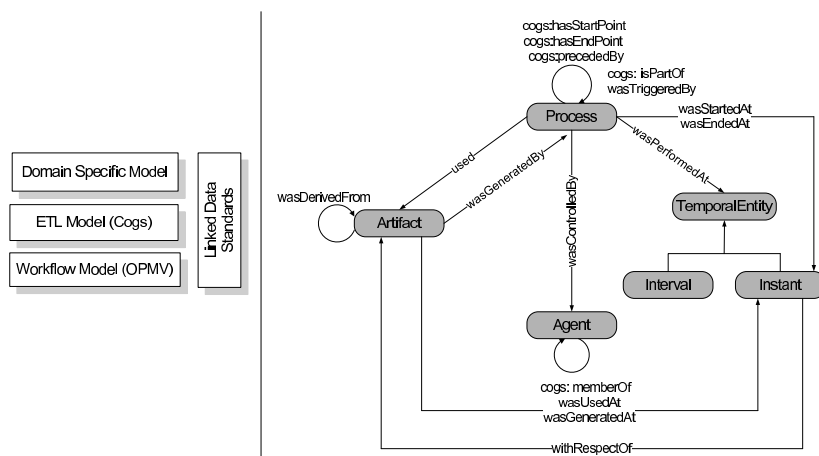 Domain Specific Model
ETL Model (Cogs)
Workflow Model (OPMV)
Linked Data
Standards
cogs:hasStartPoint
cogs:hasEndPoint
cogs:precededBy
cogs: isPartOf
wasTriggeredBy
Process
wasStartedAt
wasEndedAt
used
wasGeneratedBy
wasControlledBy
wasPerformedAt
wasDerivedFrom
Artifact
TemporalEntity
Interval
Instant
Agent
cogs: memberOf
wasUsedAt
wasGeneratedAt
withRespectOf